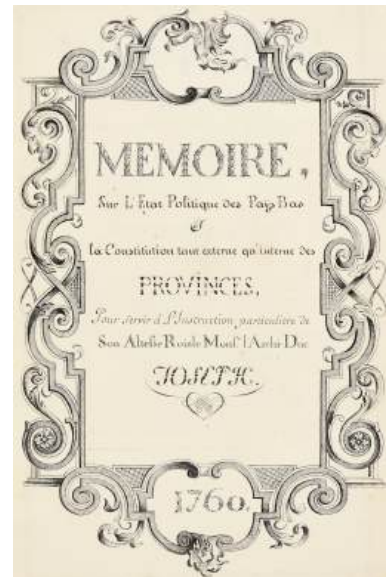 MEMOIRE,
Sur L'Etat Politique des Pays Bas
&
la Constitution tant externe qu'interne des
PROVINCES,
Pour servir à L'Instruction particuliere de
Son Altesse Roiale Mons.r l'Archi-Duc
IOSEPH.
1760.